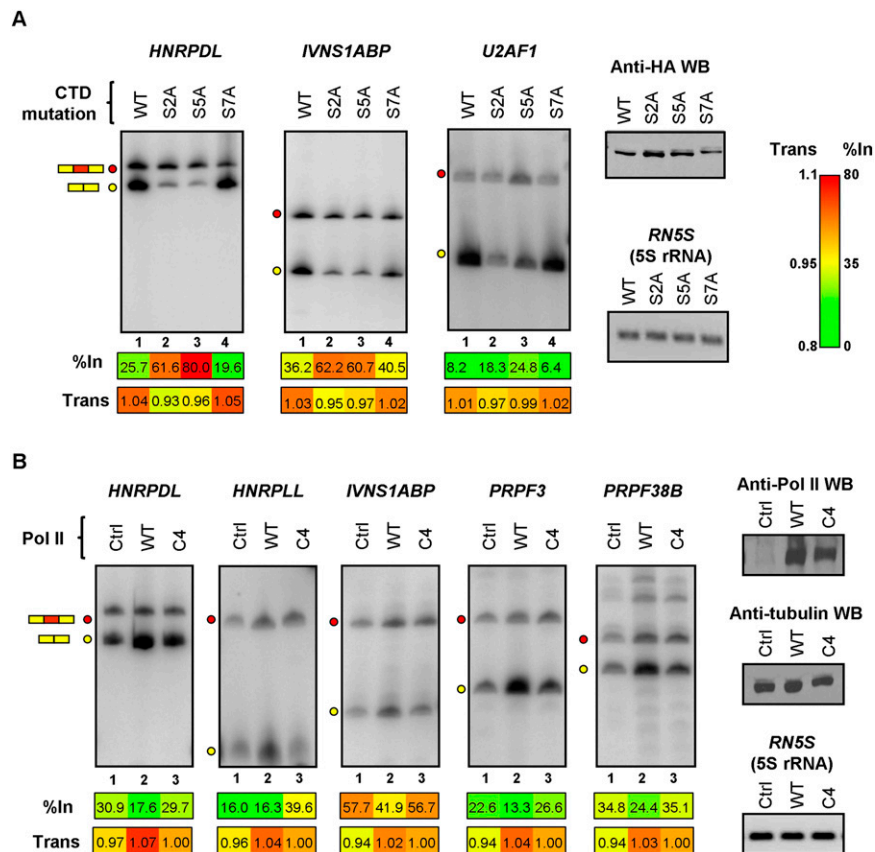 A
HNRPDL IVNS1ABP U2AF1
CTD mutation
WT S2A S5A S7A
WT S2A S5A S7A
WT S2A S5A S7A
Anti-HA WB
WT S2A S5A S7A
RN5S
(5S rRNA)
WT S2A S5A S7A
Trans %In
1.1 80
0.95 35
0.8 0
1 2 3 4 1 2 3 4 1 2 3 4
%In 25.7 61.6 80.0 19.6 36.2 62.2 60.7 40.5 8.2 18.3 24.8 6.4
Trans 1.04 0.93 0.96 1.05 1.03 0.95 0.97 1.02 1.01 0.97 0.99 1.02
B
HNRPDL HNRPLL IVNS1ABP PRPF3 PRPF38B
Pol II
Ctrl WT C4
Ctrl WT C4
Ctrl WT C4
Ctrl WT C4
Ctrl WT C4
Anti-Pol II WB
Ctrl WT C4
Anti-tubulin WB
Ctrl WT C4
RN5S
(5S rRNA)
1 2 3 1 2 3 1 2 3 1 2 3 1 2 3
%In 30.9 17.6 29.7 16.0 16.3 39.6 57.7 41.9 56.7 22.6 13.3 26.6 34.8 24.4 35.1
Trans 0.97 1.07 1.00 0.96 1.04 1.00 0.94 1.02 1.00 0.94 1.04 1.00 0.94 1.03 1.00